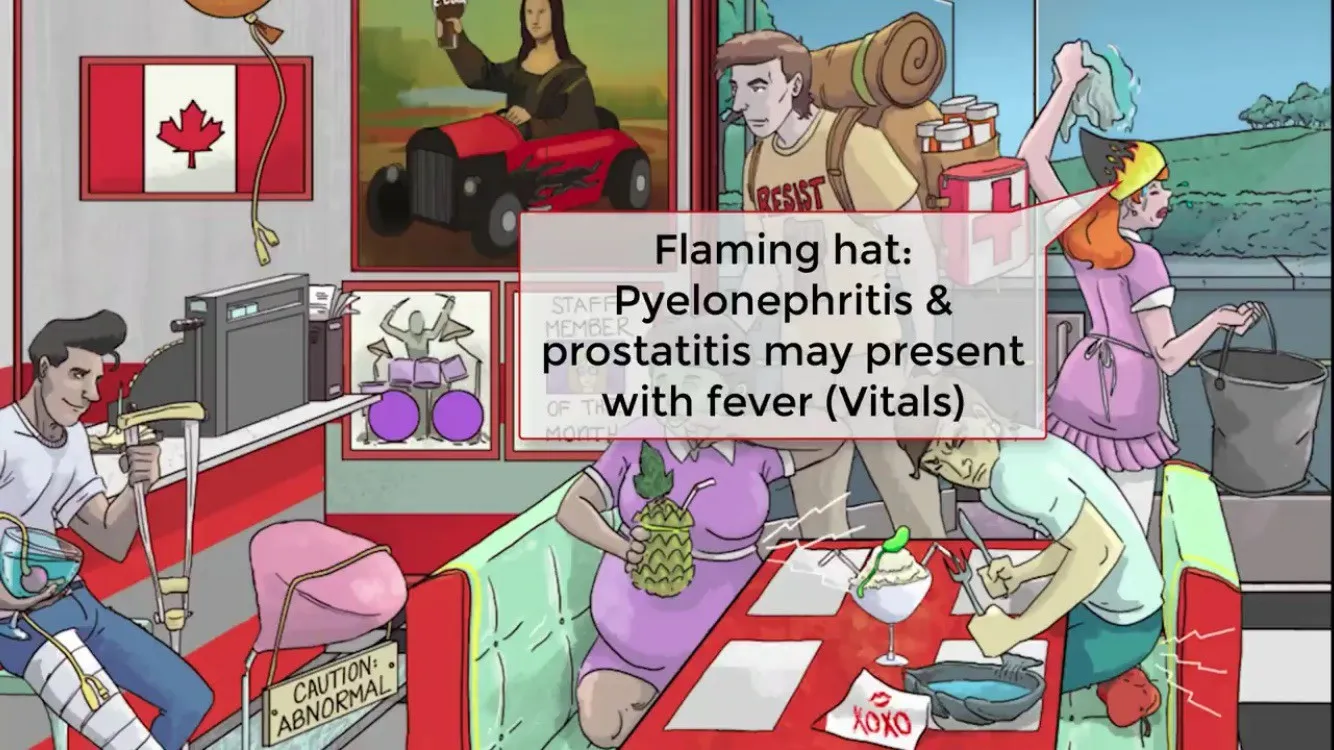 RESIST
Flaming hat:
Pyelonephritis &
prostatitis may present
with fever (Vitals)
STAFF
MEMBER
OF THE
MONTH
CAUTION:
ABNORMAL
XOXO